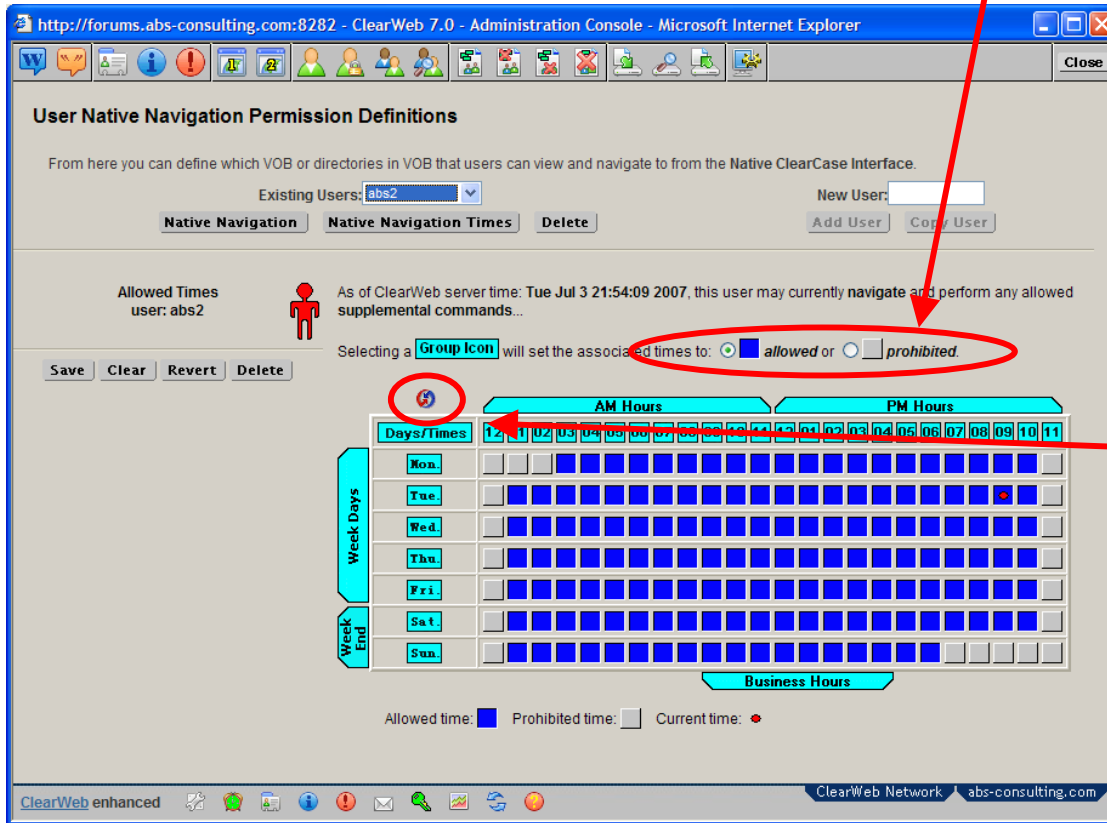 http://forums.abs-consulting.com:8282 - ClearWeb 7.0 - Administration Console - Microsoft Internet Explorer
Close
User Native Navigation Permission Definitions
From here you can define which VOB or directories in VOB that users can view and navigate to from the Native ClearCase Interface.
Existing Users: abs2 New User:
Native Navigation Native Navigation Times Delete Add User Copy User
Allowed Times
user: abs2
As of ClearWeb server time: Tue Jul 3 21:54:09 2007, this user may currently navigate and perform any allowed
supplemental commands...
Selecting a Group Icon will set the associated times to: allowed or prohibited.
Save Clear Revert Delete
AM Hours PM Hours
Days/Times 12 01 02 03 04 05 06 07 08 09 10 11 12 01 02 03 04 05 06 07 08 09 10 11
Week Days
Mon.
Tue.
Wed.
Thu.
Fri.
Week End
Sat.
Sun.
Business Hours
Allowed time: Prohibited time: Current time:
ClearWeb enhanced
ClearWeb Network abs-consulting.com